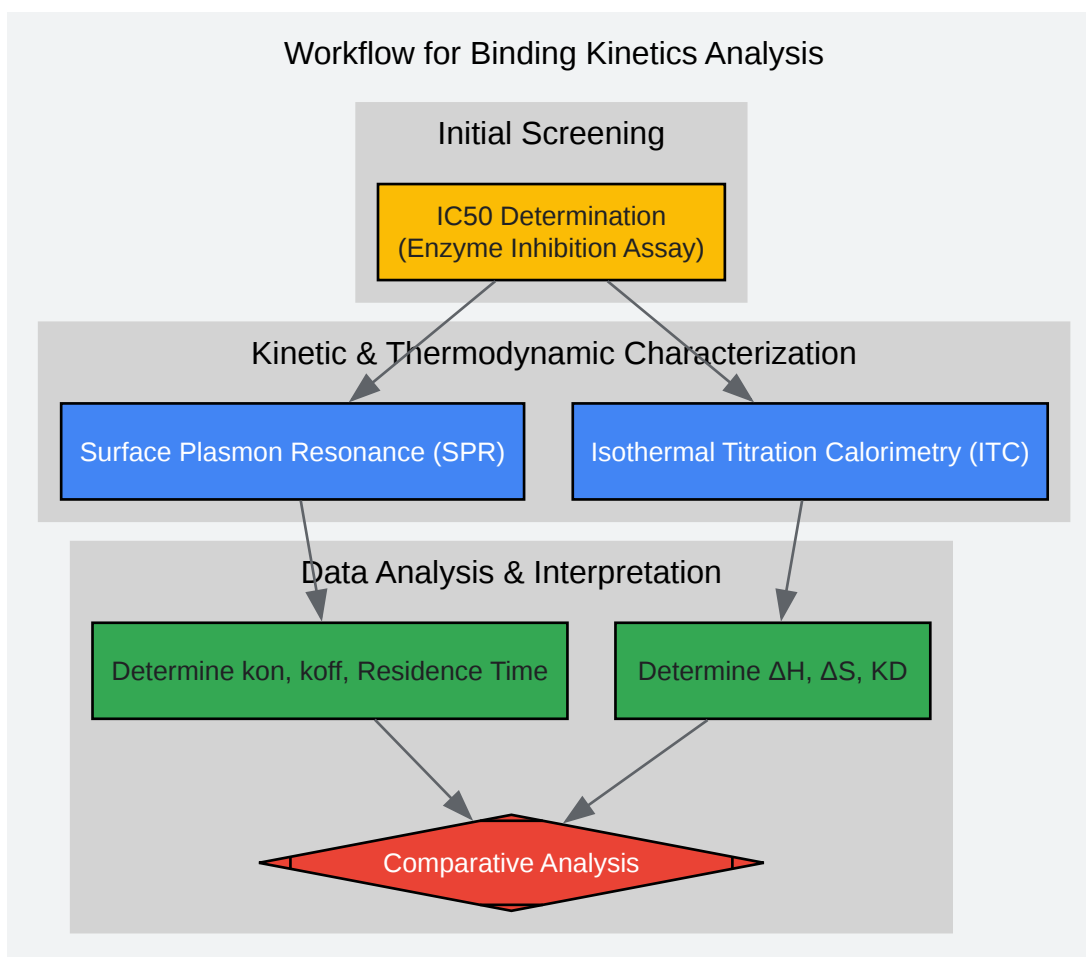 Workflow for Binding Kinetics Analysis
Initial Screening
IC50 Determination
(Enzyme Inhibition Assay)
Kinetic & Thermodynamic Characterization
Surface Plasmon Resonance (SPR)
Isothermal Titration Calorimetry (ITC)
Data Analysis & Interpretation
Determine kon, koff, Residence Time
Determine ΔH, ΔS, KD
Comparative Analysis